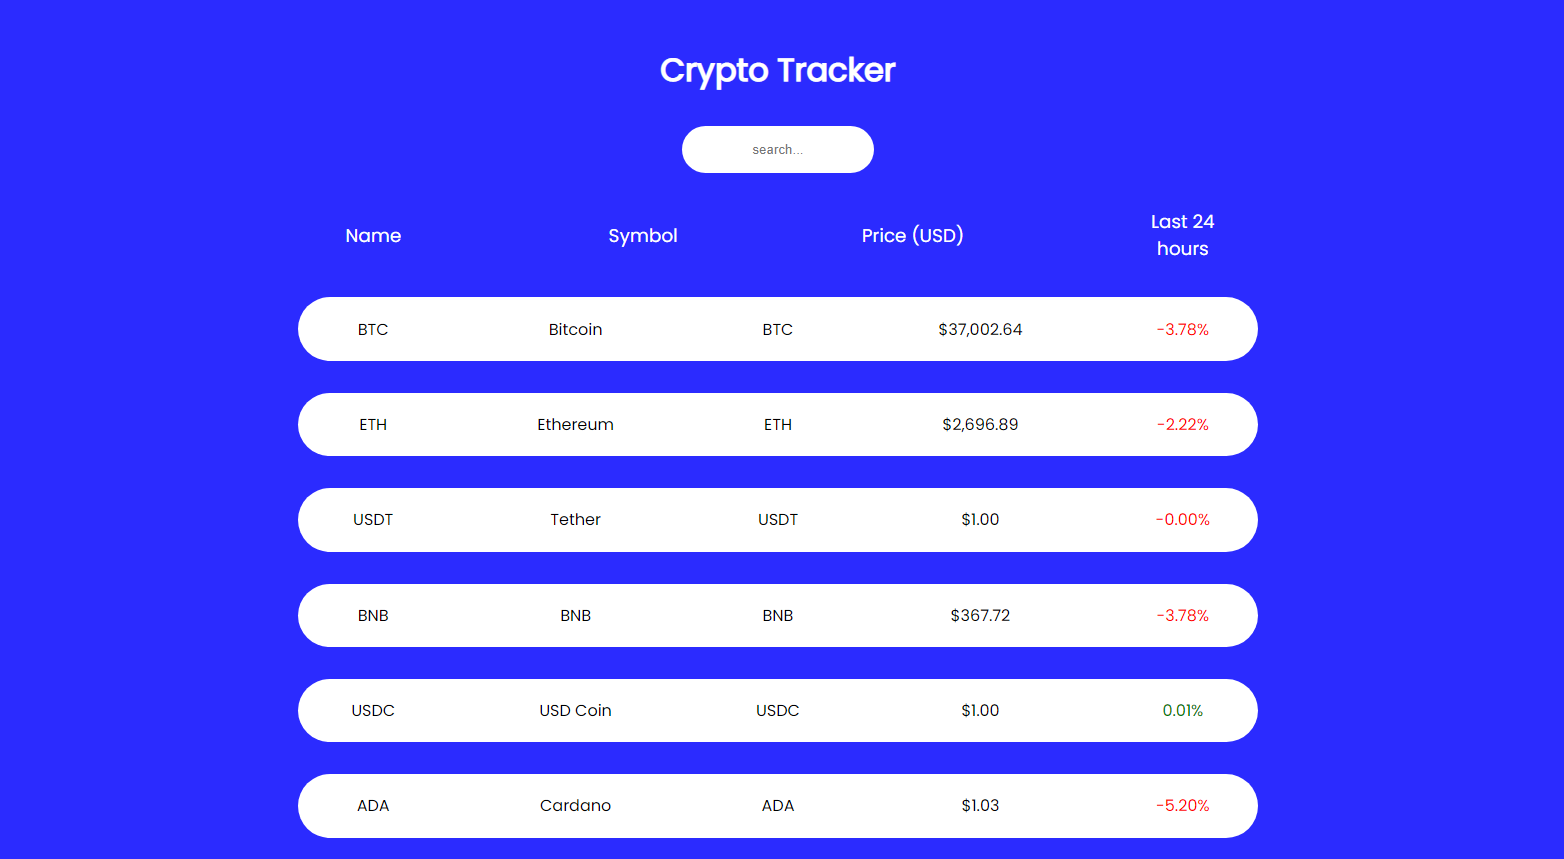 Crypto Tracker
search...
Name Symbol Price (USD) Last 24
hours
BTC Bitcoin BTC $37,002.64 -3.78%
ETH Ethereum ETH $2,696.89 -2.22%
USDT Tether USDT $1.00 -0.00%
BNB BNB BNB $367.72 -3.78%
USDC USD Coin USDC $1.00 0.01%
ADA Cardano ADA $1.03 -5.20%